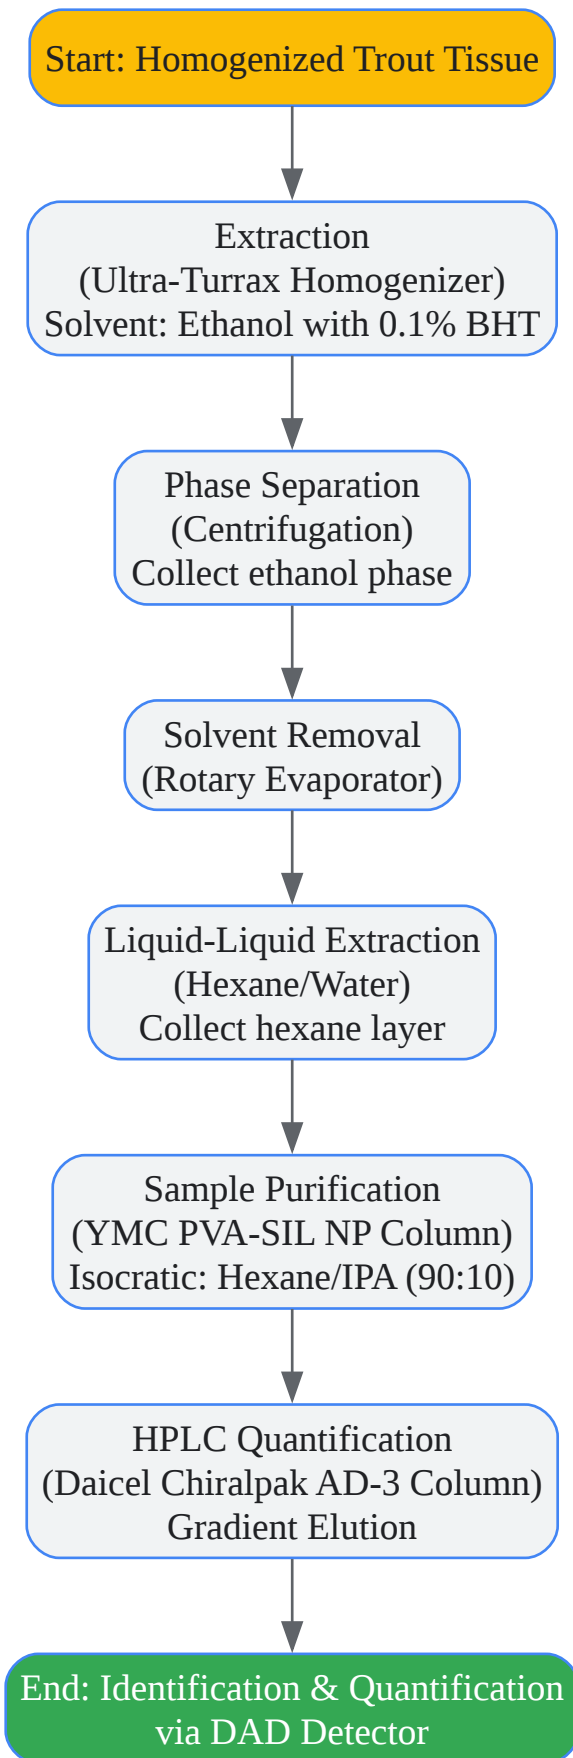 Start: Homogenized Trout Tissue
Extraction
(Ultra-Turrax Homogenizer)
Solvent: Ethanol with 0.1% BHT
Phase Separation
(Centrifugation)
Collect ethanol phase
Solvent Removal
(Rotary Evaporator)
Liquid-Liquid Extraction
(Hexane/Water)
Collect hexane layer
Sample Purification
(YMC PVA-SIL NP Column)
Isocratic: Hexane/IPA (90:10)
HPLC Quantification
(Daicel Chiralpak AD-3 Column)
Gradient Elution
End: Identification & Quantification
via DAD Detector